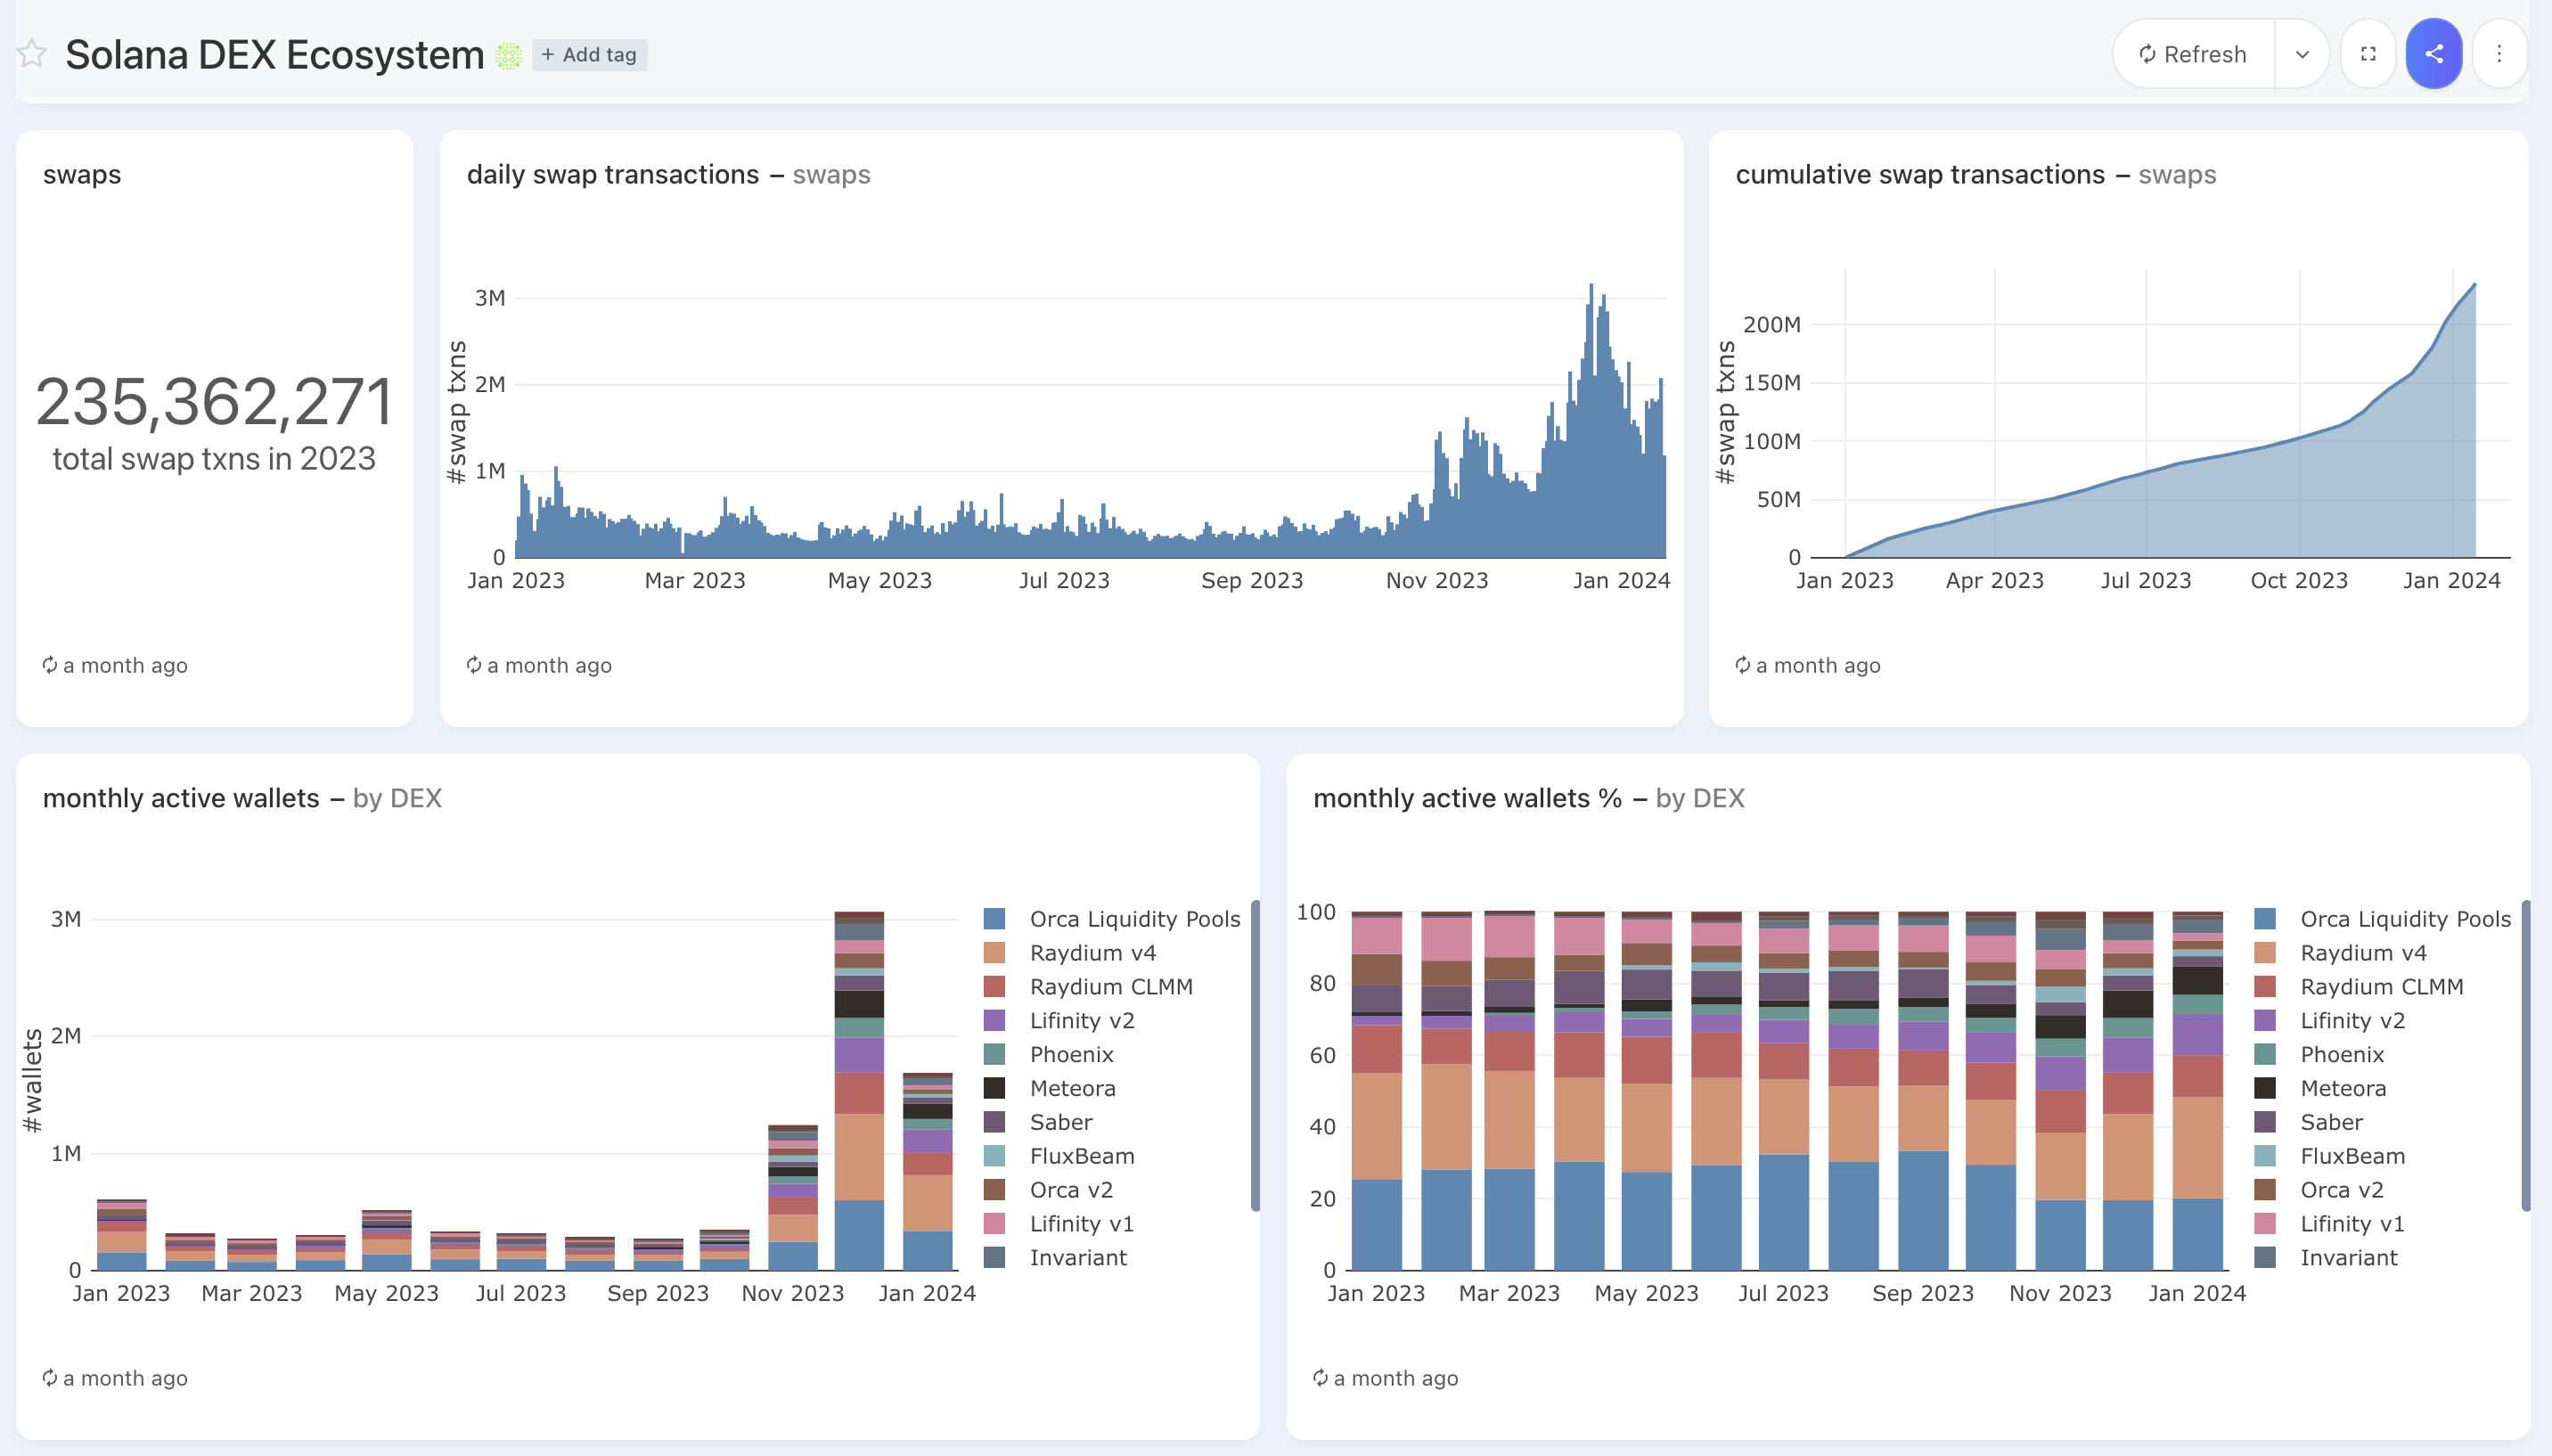 Solana DEX Ecosystem
+ Add tag
Refresh
swaps
235,362,271
total swap txns in 2023
a month ago
daily swap transactions – swaps
#swap txns
3M
2M
1M
0
Jan 2023 Mar 2023 May 2023 Jul 2023 Sep 2023 Nov 2023 Jan 2024
a month ago
cumulative swap transactions – swaps
#swap txns
200M
150M
100M
50M
0
Jan 2023 Apr 2023 Jul 2023 Oct 2023 Jan 2024
a month ago
monthly active wallets – by DEX
#wallets
3M
2M
1M
0
Jan 2023 Mar 2023 May 2023 Jul 2023 Sep 2023 Nov 2023 Jan 2024
Orca Liquidity Pools
Raydium v4
Raydium CLMM
Lifinity v2
Phoenix
Meteora
Saber
FluxBeam
Orca v2
Lifinity v1
Invariant
a month ago
monthly active wallets % – by DEX
100
80
60
40
20
0
Jan 2023 Mar 2023 May 2023 Jul 2023 Sep 2023 Nov 2023 Jan 2024
Orca Liquidity Pools
Raydium v4
Raydium CLMM
Lifinity v2
Phoenix
Meteora
Saber
FluxBeam
Orca v2
Lifinity v1
Invariant
a month ago